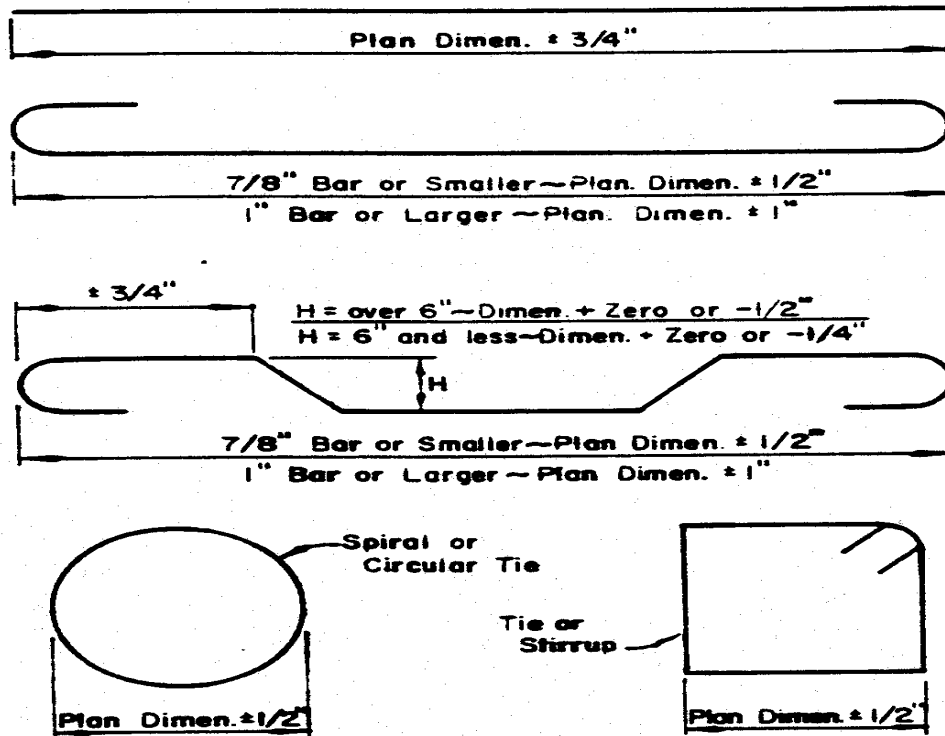 Plan Dimen. ± 3/4"
7/8" Bar or Smaller~Plan. Dimen. ± 1/2"
1" Bar or Larger ~Plan. Dimen. ± 1"
± 3/4"
H = over 6"~Dimen. + Zero or -1/2"
H = 6" and less~Dimen. + Zero or -1/4"
H
7/8" Bar or Smaller~Plan Dimen. ± 1/2"
1" Bar or Larger ~ Plan Dimen. ± 1"
Spiral or
Circular Tie
Tie or
Stirrup
Plan Dimen. ±1/2"
Plan Dimen. ± 1/2"